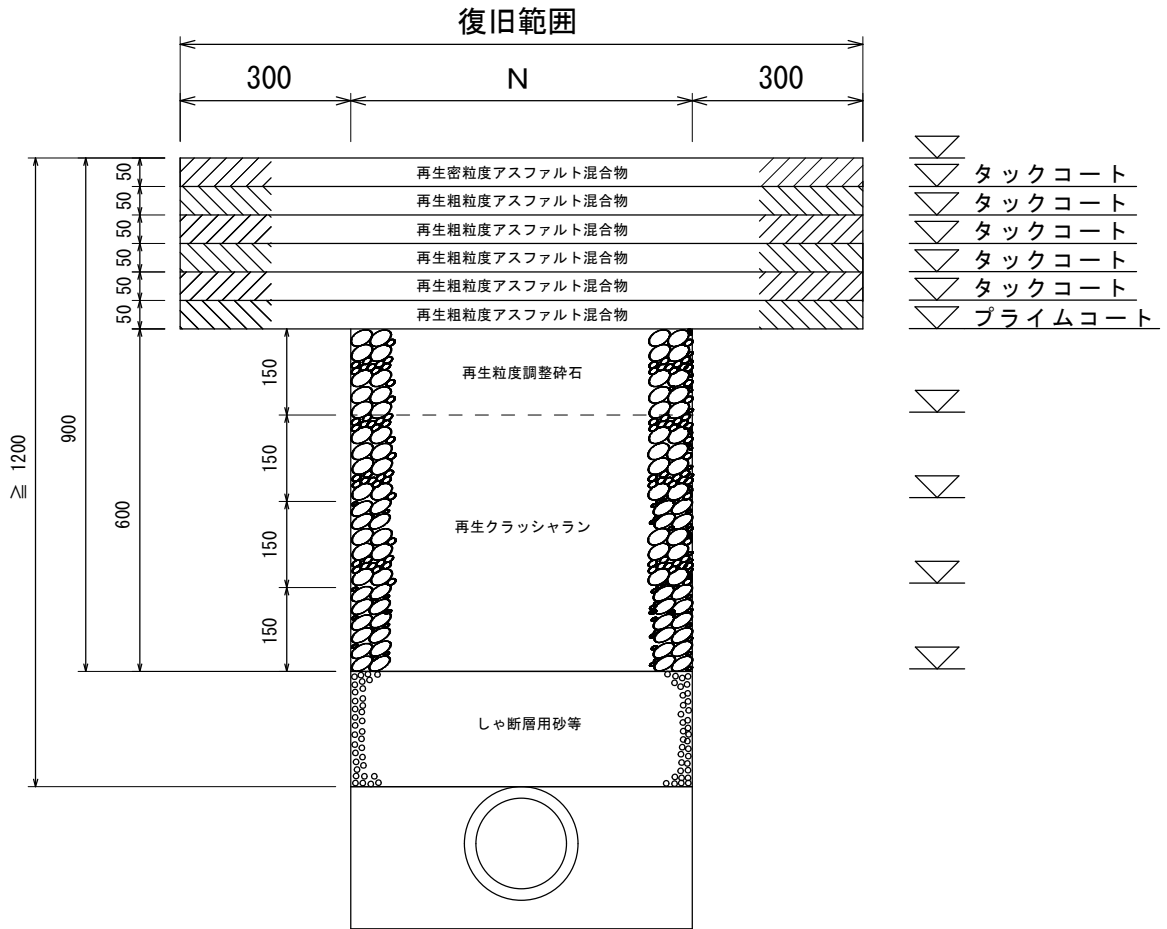 復旧範囲
300 N 300
50 再生密粒度アスファルト混合物 タックコート
50 再生粗粒度アスファルト混合物 タックコート
50 再生粗粒度アスファルト混合物 タックコート
50 再生粗粒度アスファルト混合物 タックコート
50 再生粗粒度アスファルト混合物 タックコート
50 再生粗粒度アスファルト混合物 プライムコート
150 再生粒度調整砕石
900
≧ 1200
150
600
150 再生クラッシャラン
150
しゃ断層用砂等